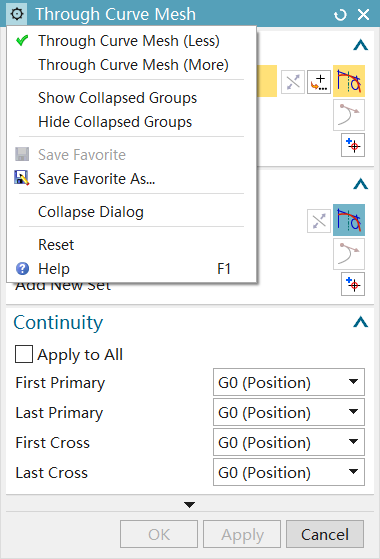 Through Curve Mesh
Through Curve Mesh (Less)
Through Curve Mesh (More)
Show Collapsed Groups
Hide Collapsed Groups
Save Favorite
Save Favorite As...
Collapse Dialog
Reset
Help F1
Add New Set
Continuity
Apply to All
First Primary G0 (Position)
Last Primary G0 (Position)
First Cross G0 (Position)
Last Cross G0 (Position)
OK Apply Cancel